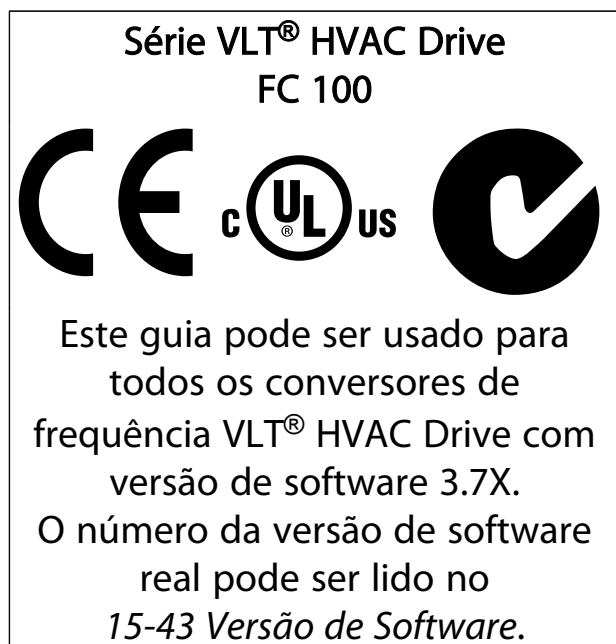 Série VLT® HVAC Drive
FC 100
CE
C UL® US
Este guia pode ser usado para
todos os conversores de
frequência VLT® HVAC Drive com
versão de software 3.7X.
O número da versão de software
real pode ser lido no
15-43 Versão de Software.